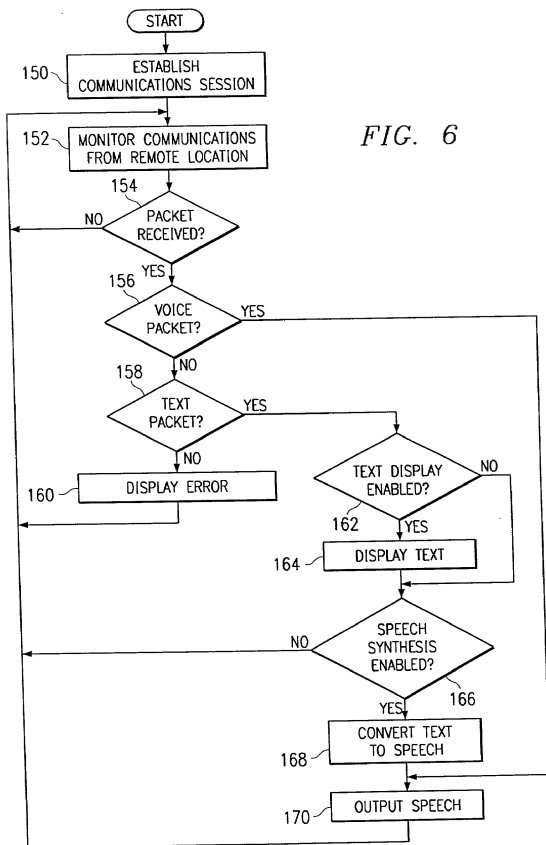 START
150
ESTABLISH
COMMUNICATIONS SESSION
152
MONITOR COMMUNICATIONS
FROM REMOTE LOCATION
FIG. 6
154
PACKET
RECEIVED?
NO
YES
156
VOICE
PACKET?
YES
NO
158
TEXT
PACKET?
YES
NO
160
DISPLAY ERROR
TEXT DISPLAY
ENABLED?
NO
162
YES
164
DISPLAY TEXT
SPEECH
SYNTHESIS
ENABLED?
NO
166
YES
168
CONVERT TEXT
TO SPEECH
170
OUTPUT SPEECH